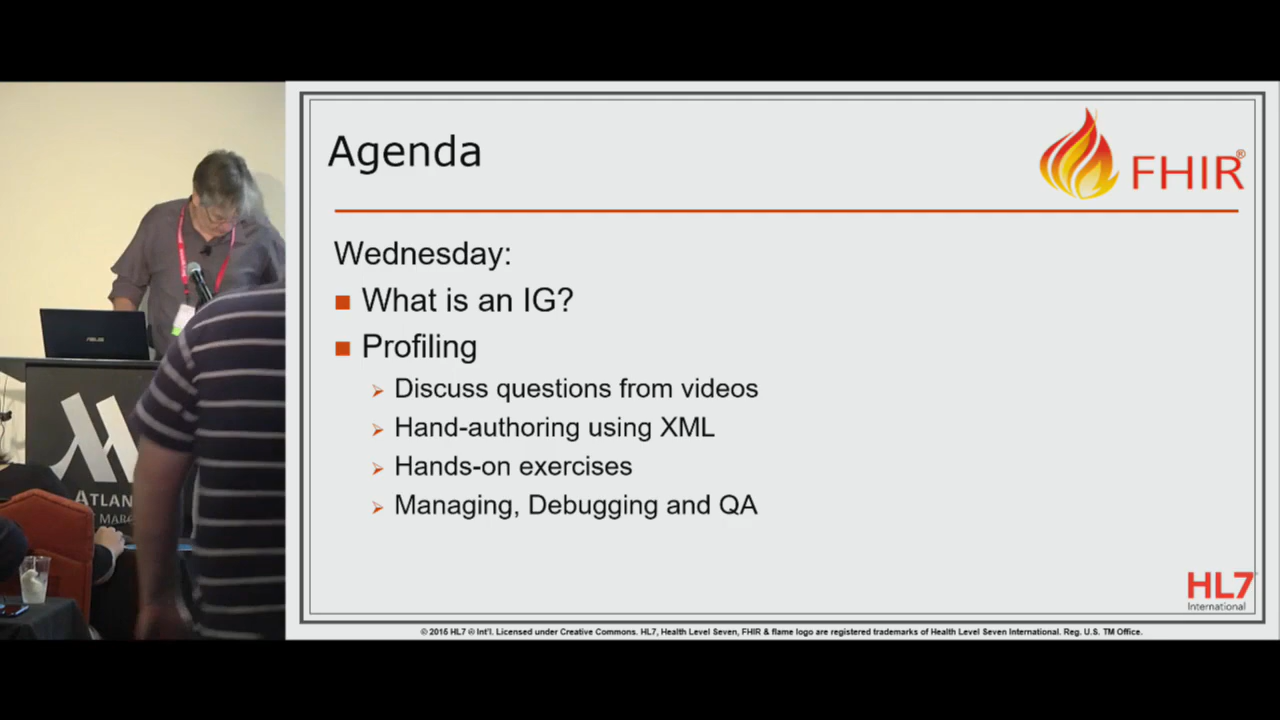 Agenda
FHIR®
Wednesday:
What is an IG?
Profiling
Discuss questions from videos
Hand-authoring using XML
Hands-on exercises
Managing, Debugging and QA
HL7
International
© 2016 HL7 ® Int'l. Licensed under Creative Commons. HL7, Health Level Seven, FHIR & flame logo are registered trademarks of Health Level Seven International. Reg. U.S. TM Office.
ASUS